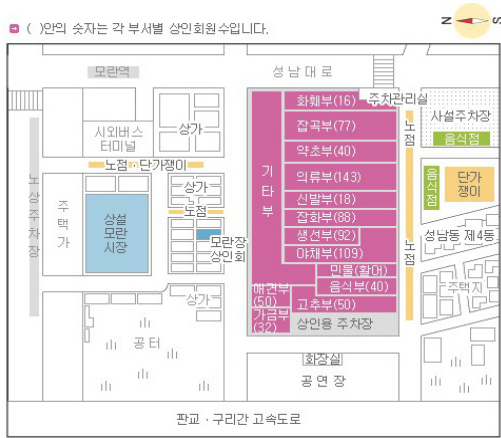 ( )안의 숫자는 각 부서별 상인회원수입니다.
N S
모란역
성남대로
시외버스
터미널
상가
노점·단가쟁이
상가
노점
노상주차장
주택가
상설
모란
시장
모란장
상인회
상가
공터
기타부
화훼부(16)
잡곡부(77)
약초부(40)
의류부(143)
신발부(18)
잡화부(88)
생선부(92)
야채부(109)
민물(활어)
음식부(40)
고추부(50)
애견부
(50)
가금부
(32)
상인용 주차장
주차관리실
노점
노점
사설주차장
음식점
음식점
단가
쟁이
성남동 제4동
주택지
화장실
공연장
판교·구리간 고속도로